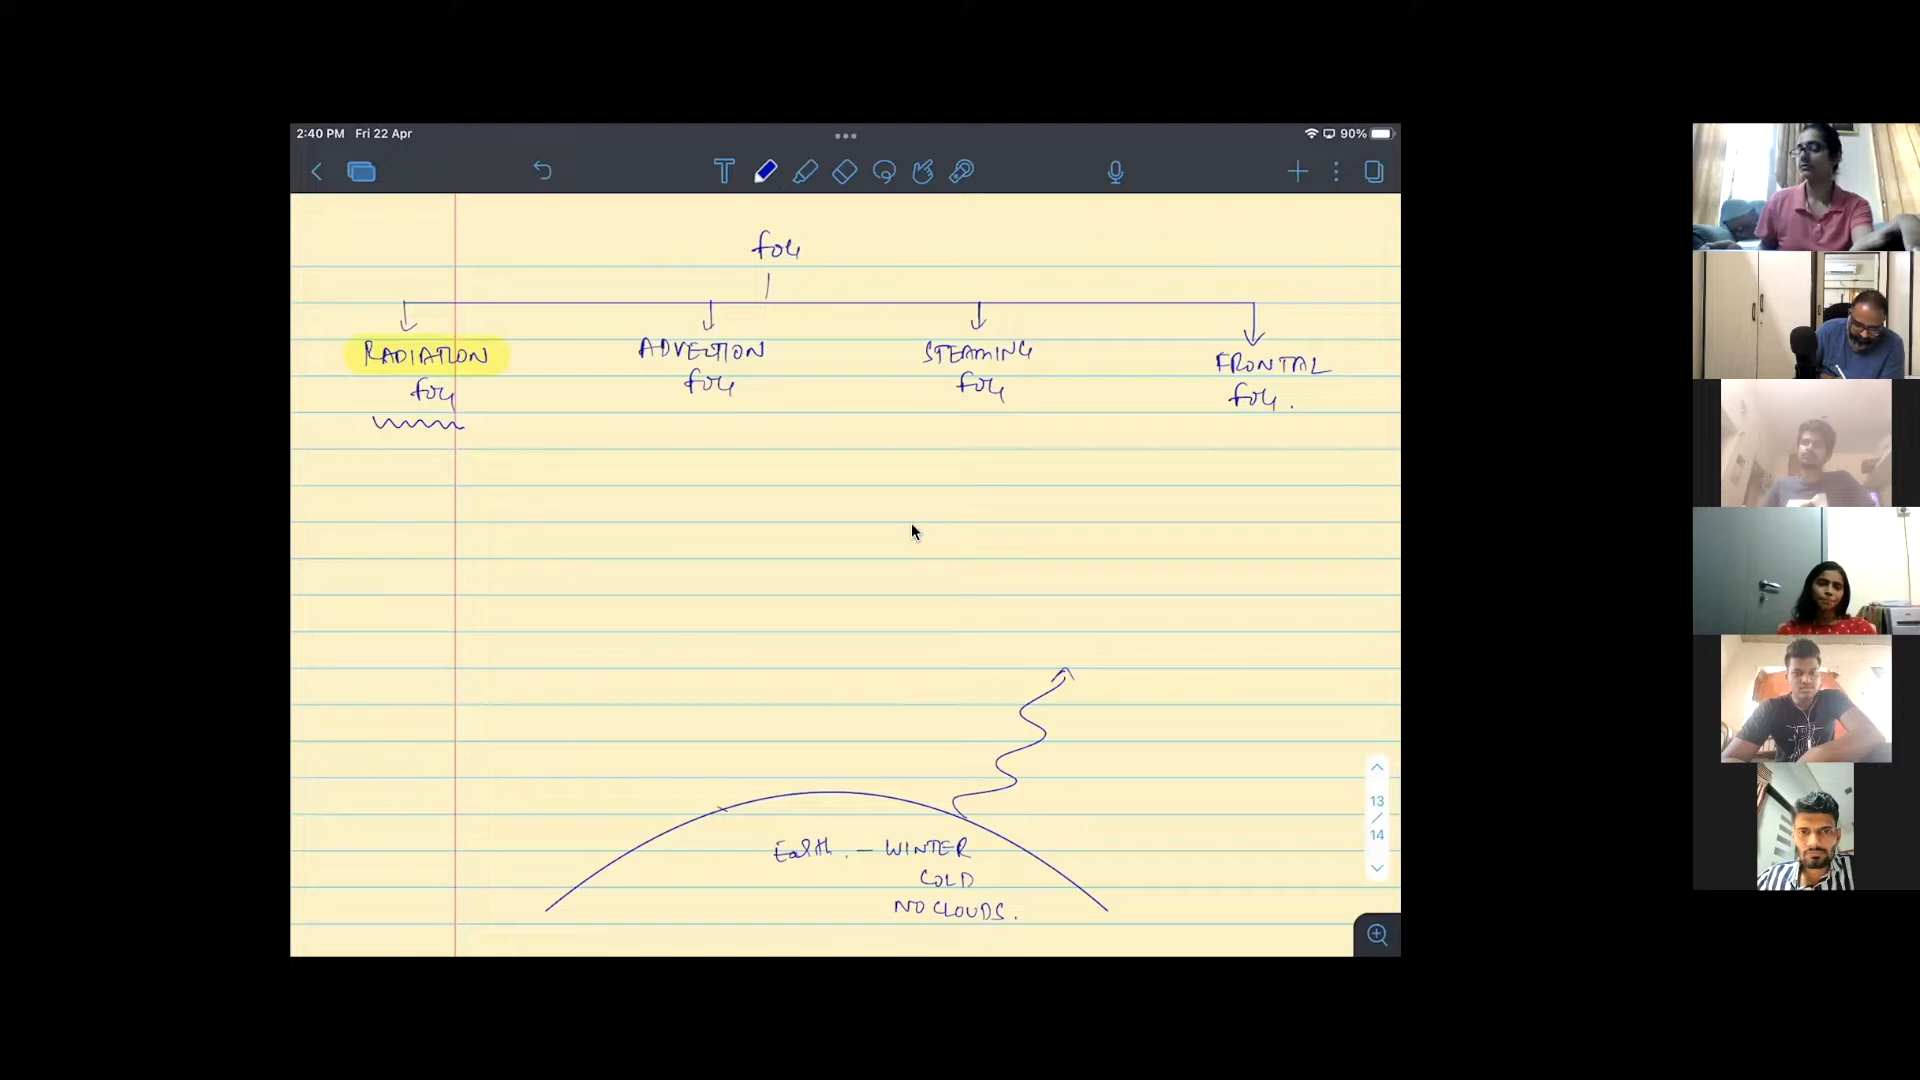 2:40 PM Fri 22 Apr
90%
T
fog
RADIATION
fog
ADVECTION
fog
STEAMING
fog
FRONTAL
fog.
13
/
14
Earth. - WINTER
COLD
NO CLOUDS.